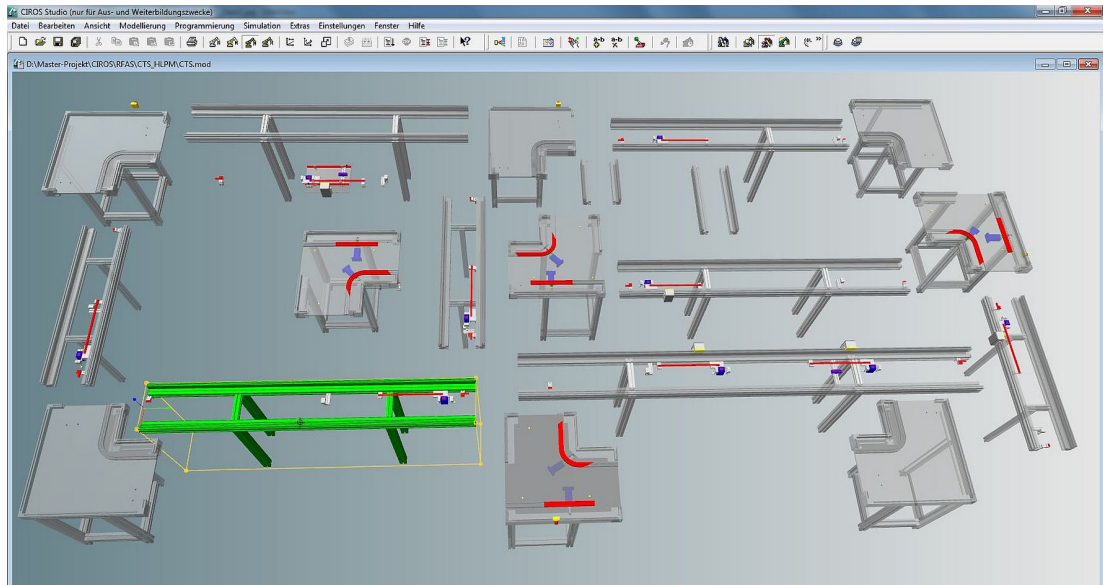 CIROS Studio (nur für Aus- und Weiterbildungszwecke)
Datei Bearbeiten Ansicht Modellierung Programmierung Simulation Extras Einstellungen Fenster Hilfe
D:\Master-Projekt\CIROS\RFAS\CTS_HLPM\CTS.mod